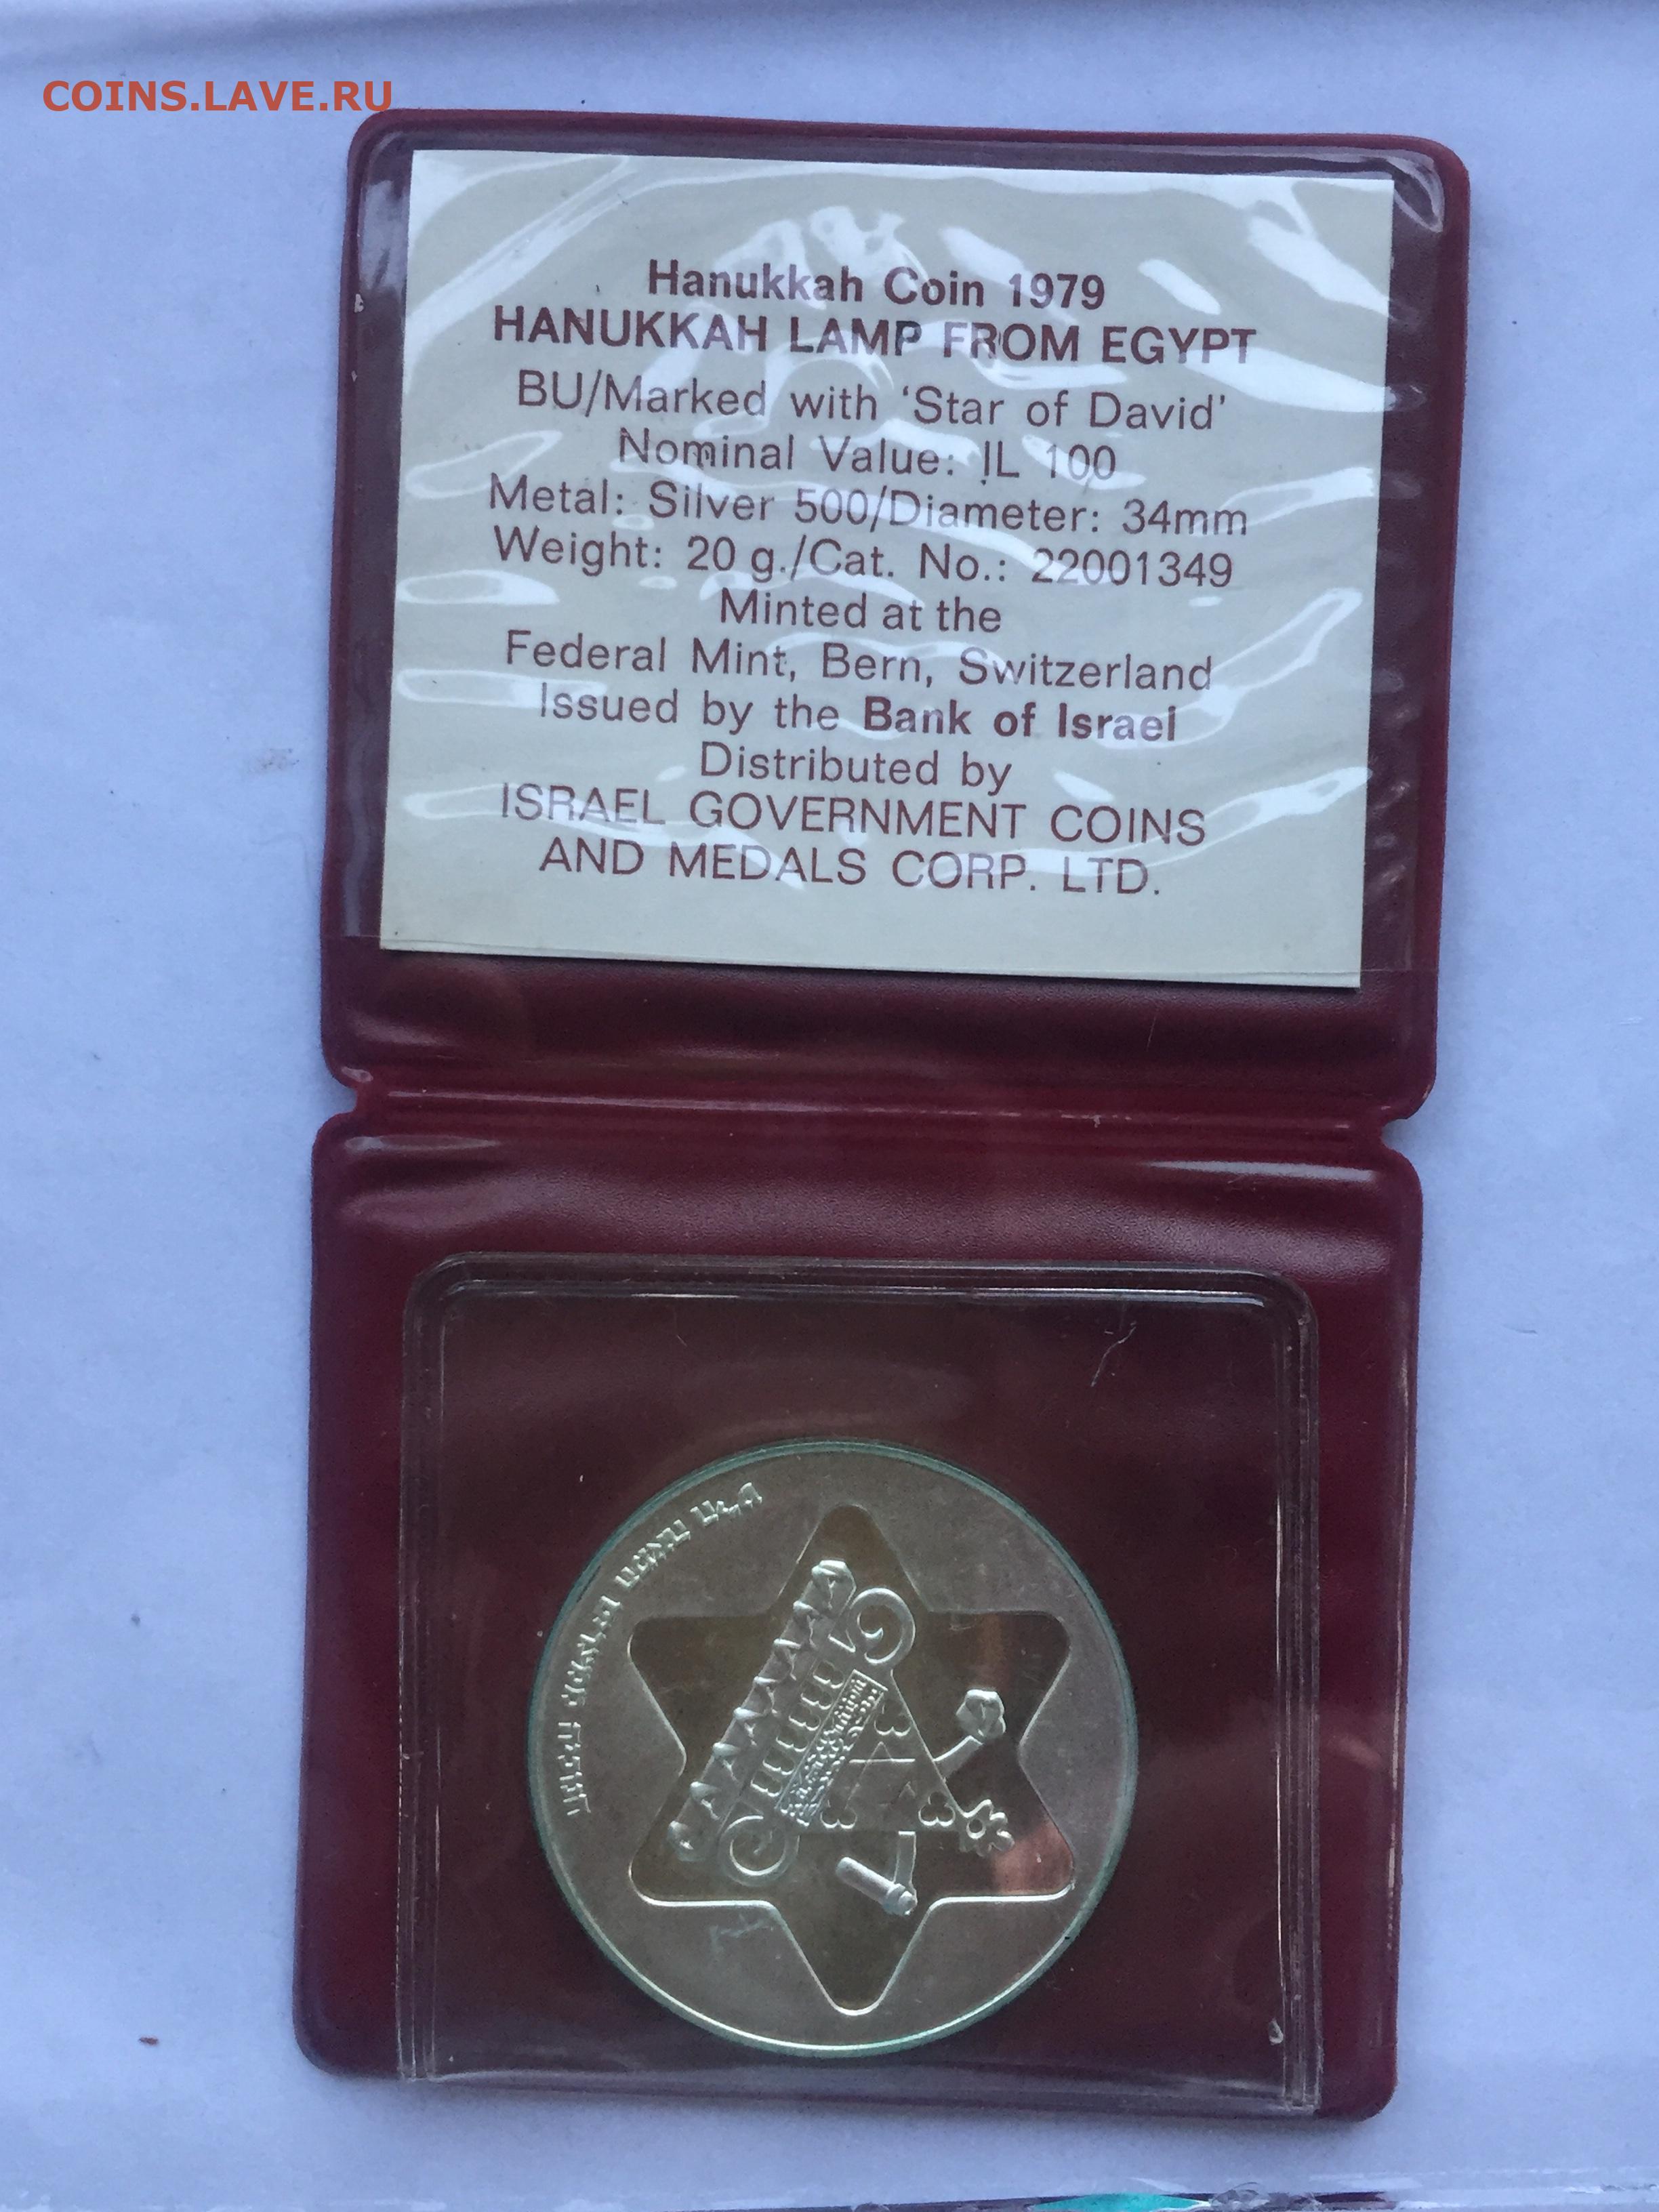 COINS.LAVE.RU
Hanukkah Coin 1979
HANUKKAH LAMP FROM EGYPT
BU/Marked with ‘Star of David’
Nominal Value: IL 100
Metal: Silver 500/Diameter: 34mm
Weight: 20 g./Cat. No.: 22001349
Minted at the
Federal Mint, Bern, Switzerland
Issued by the Bank of Israel
Distributed by
ISRAEL GOVERNMENT COINS
AND MEDALS CORP. LTD.